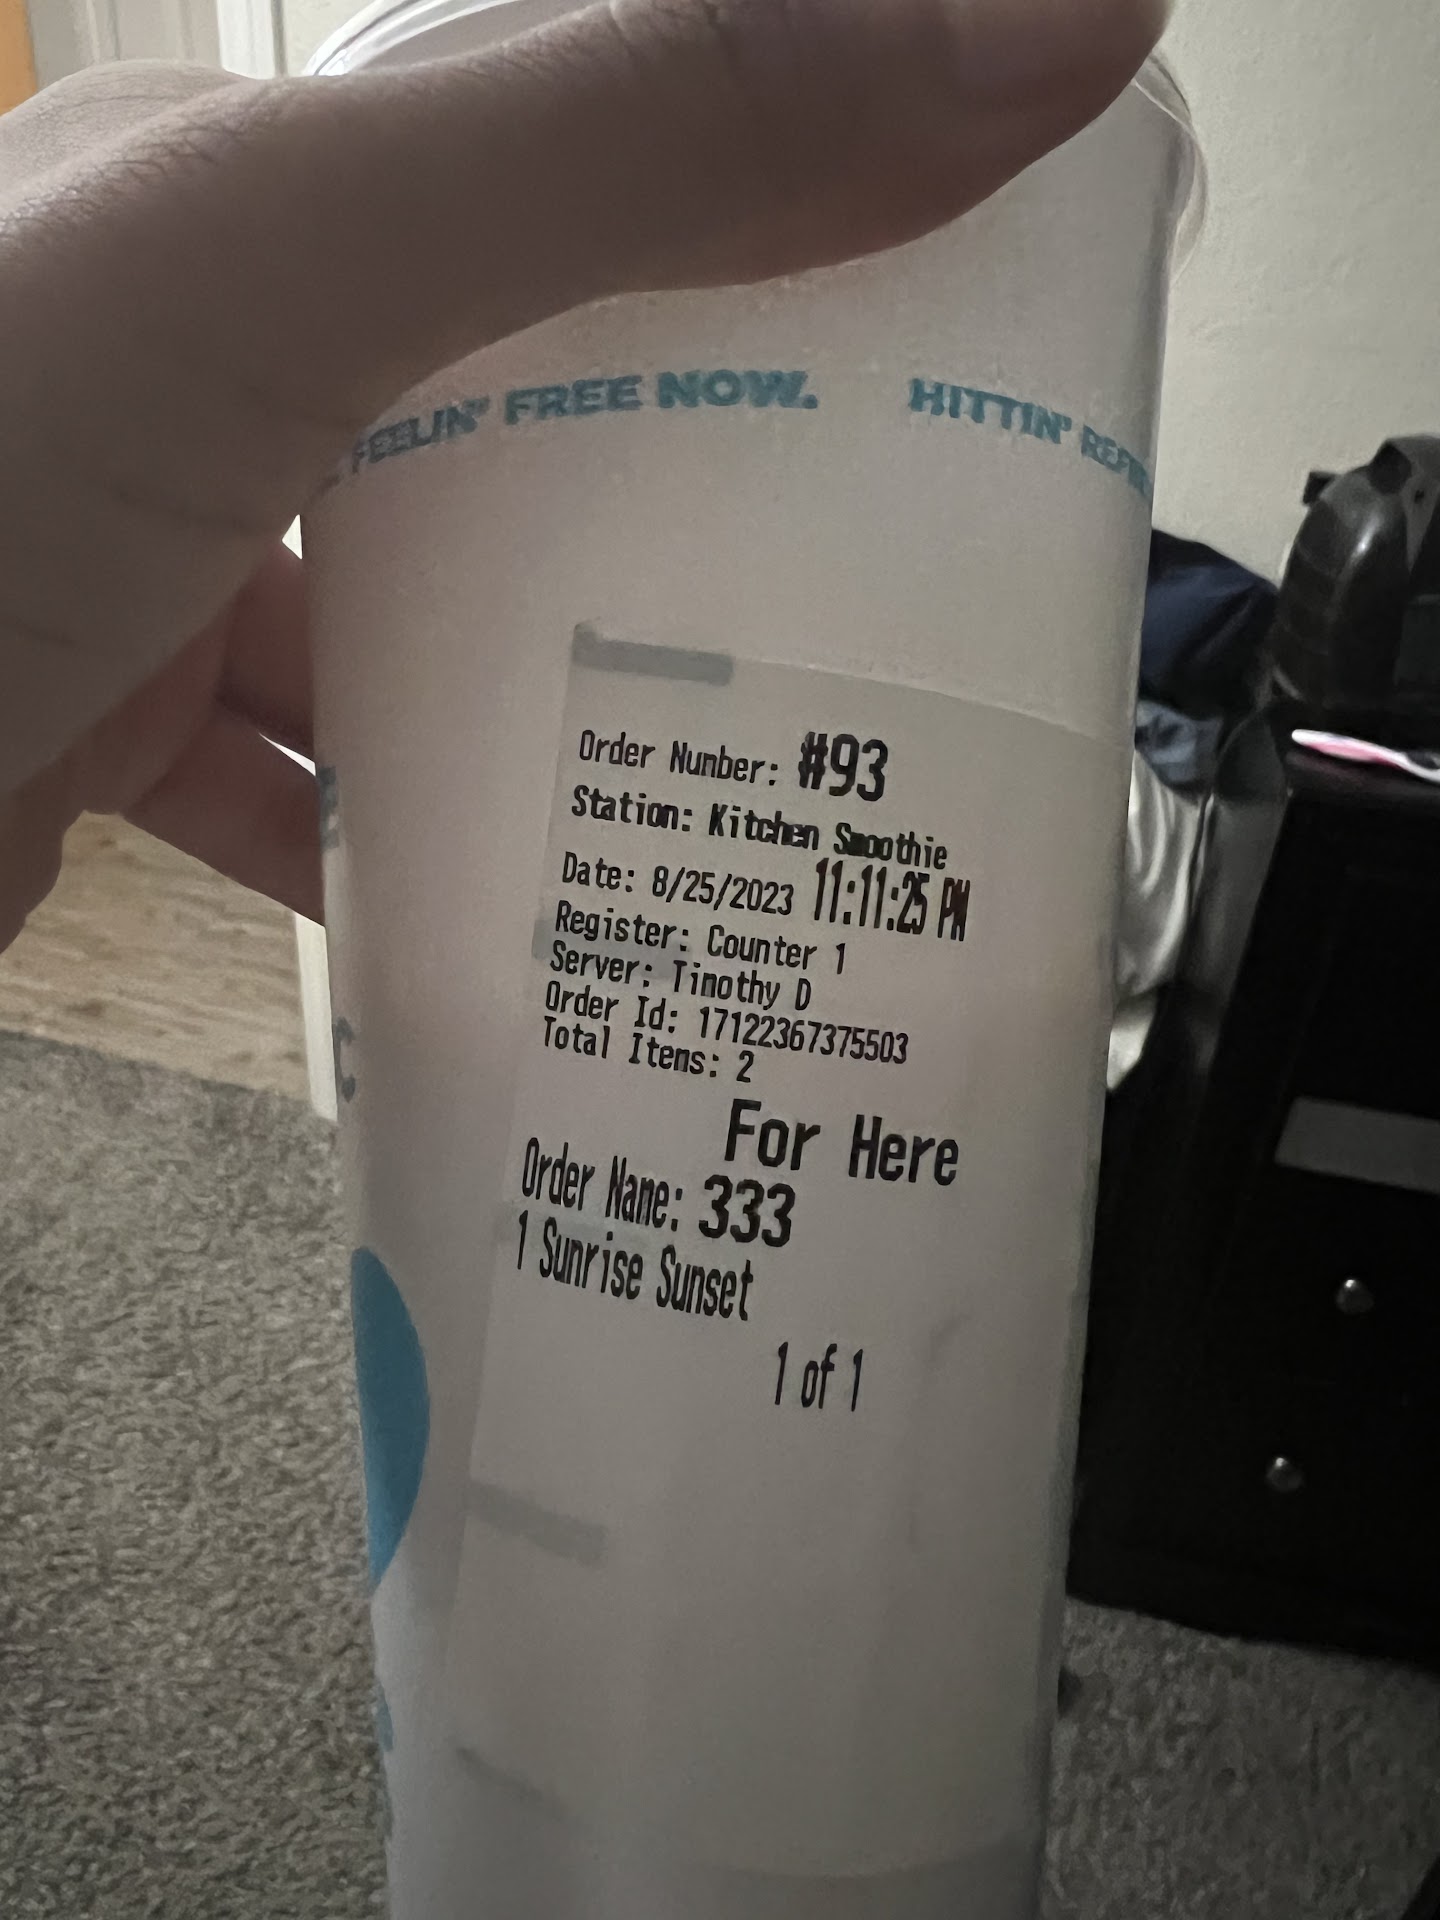 FEELIN' FREE NOW. HITTIN'
Order Number: #93
Station: Kitchen Smoothie
Date: 8/25/2023 11:11:25 PM
Register: Counter 1
Server: Timothy D
Order Id: 17122367375503
Total Items: 2
For Here
Order Name: 333
1 Sunrise Sunset
1 of 1